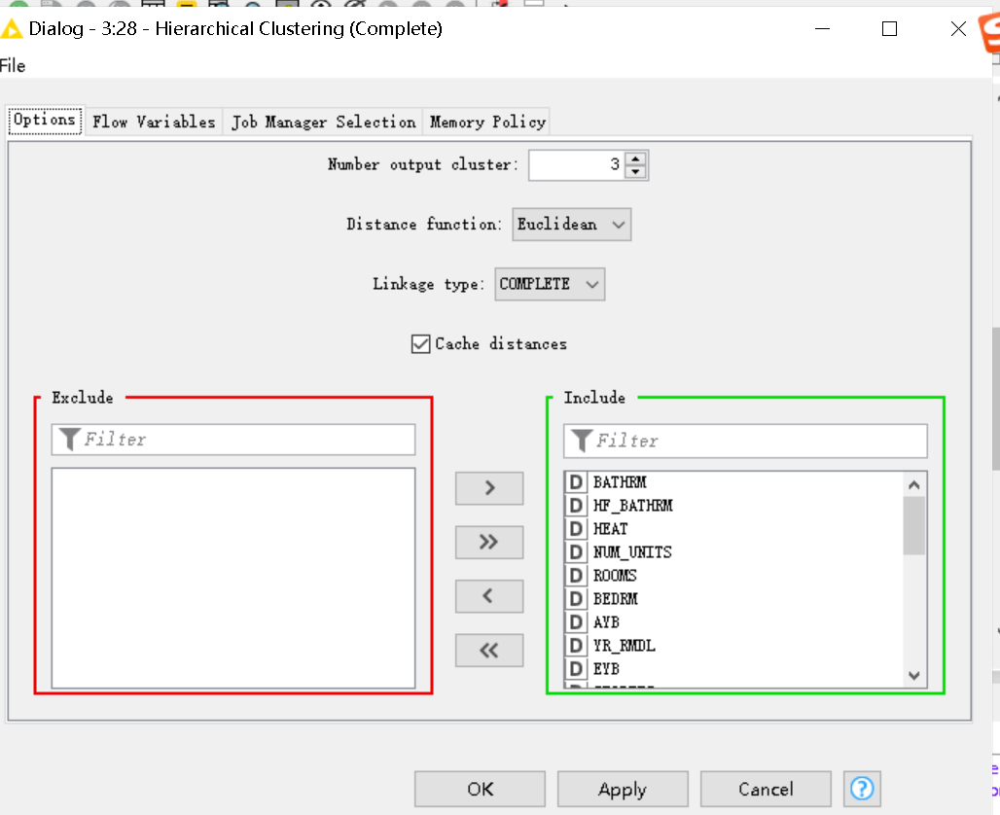 Dialog - 3:28 - Hierarchical Clustering (Complete)
File
Options Flow Variables Job Manager Selection Memory Policy
Number output cluster: 3
Distance function: Euclidean
Linkage type: COMPLETE
Cache distances
Exclude
Filter
Include
Filter
D BATHRM
D HF_BATHRM
D HEAT
D NUM_UNITS
D ROOMS
D BEDRM
D AYB
D YR_RMDL
D EYB
>
>>
<
<<
OK Apply Cancel ?